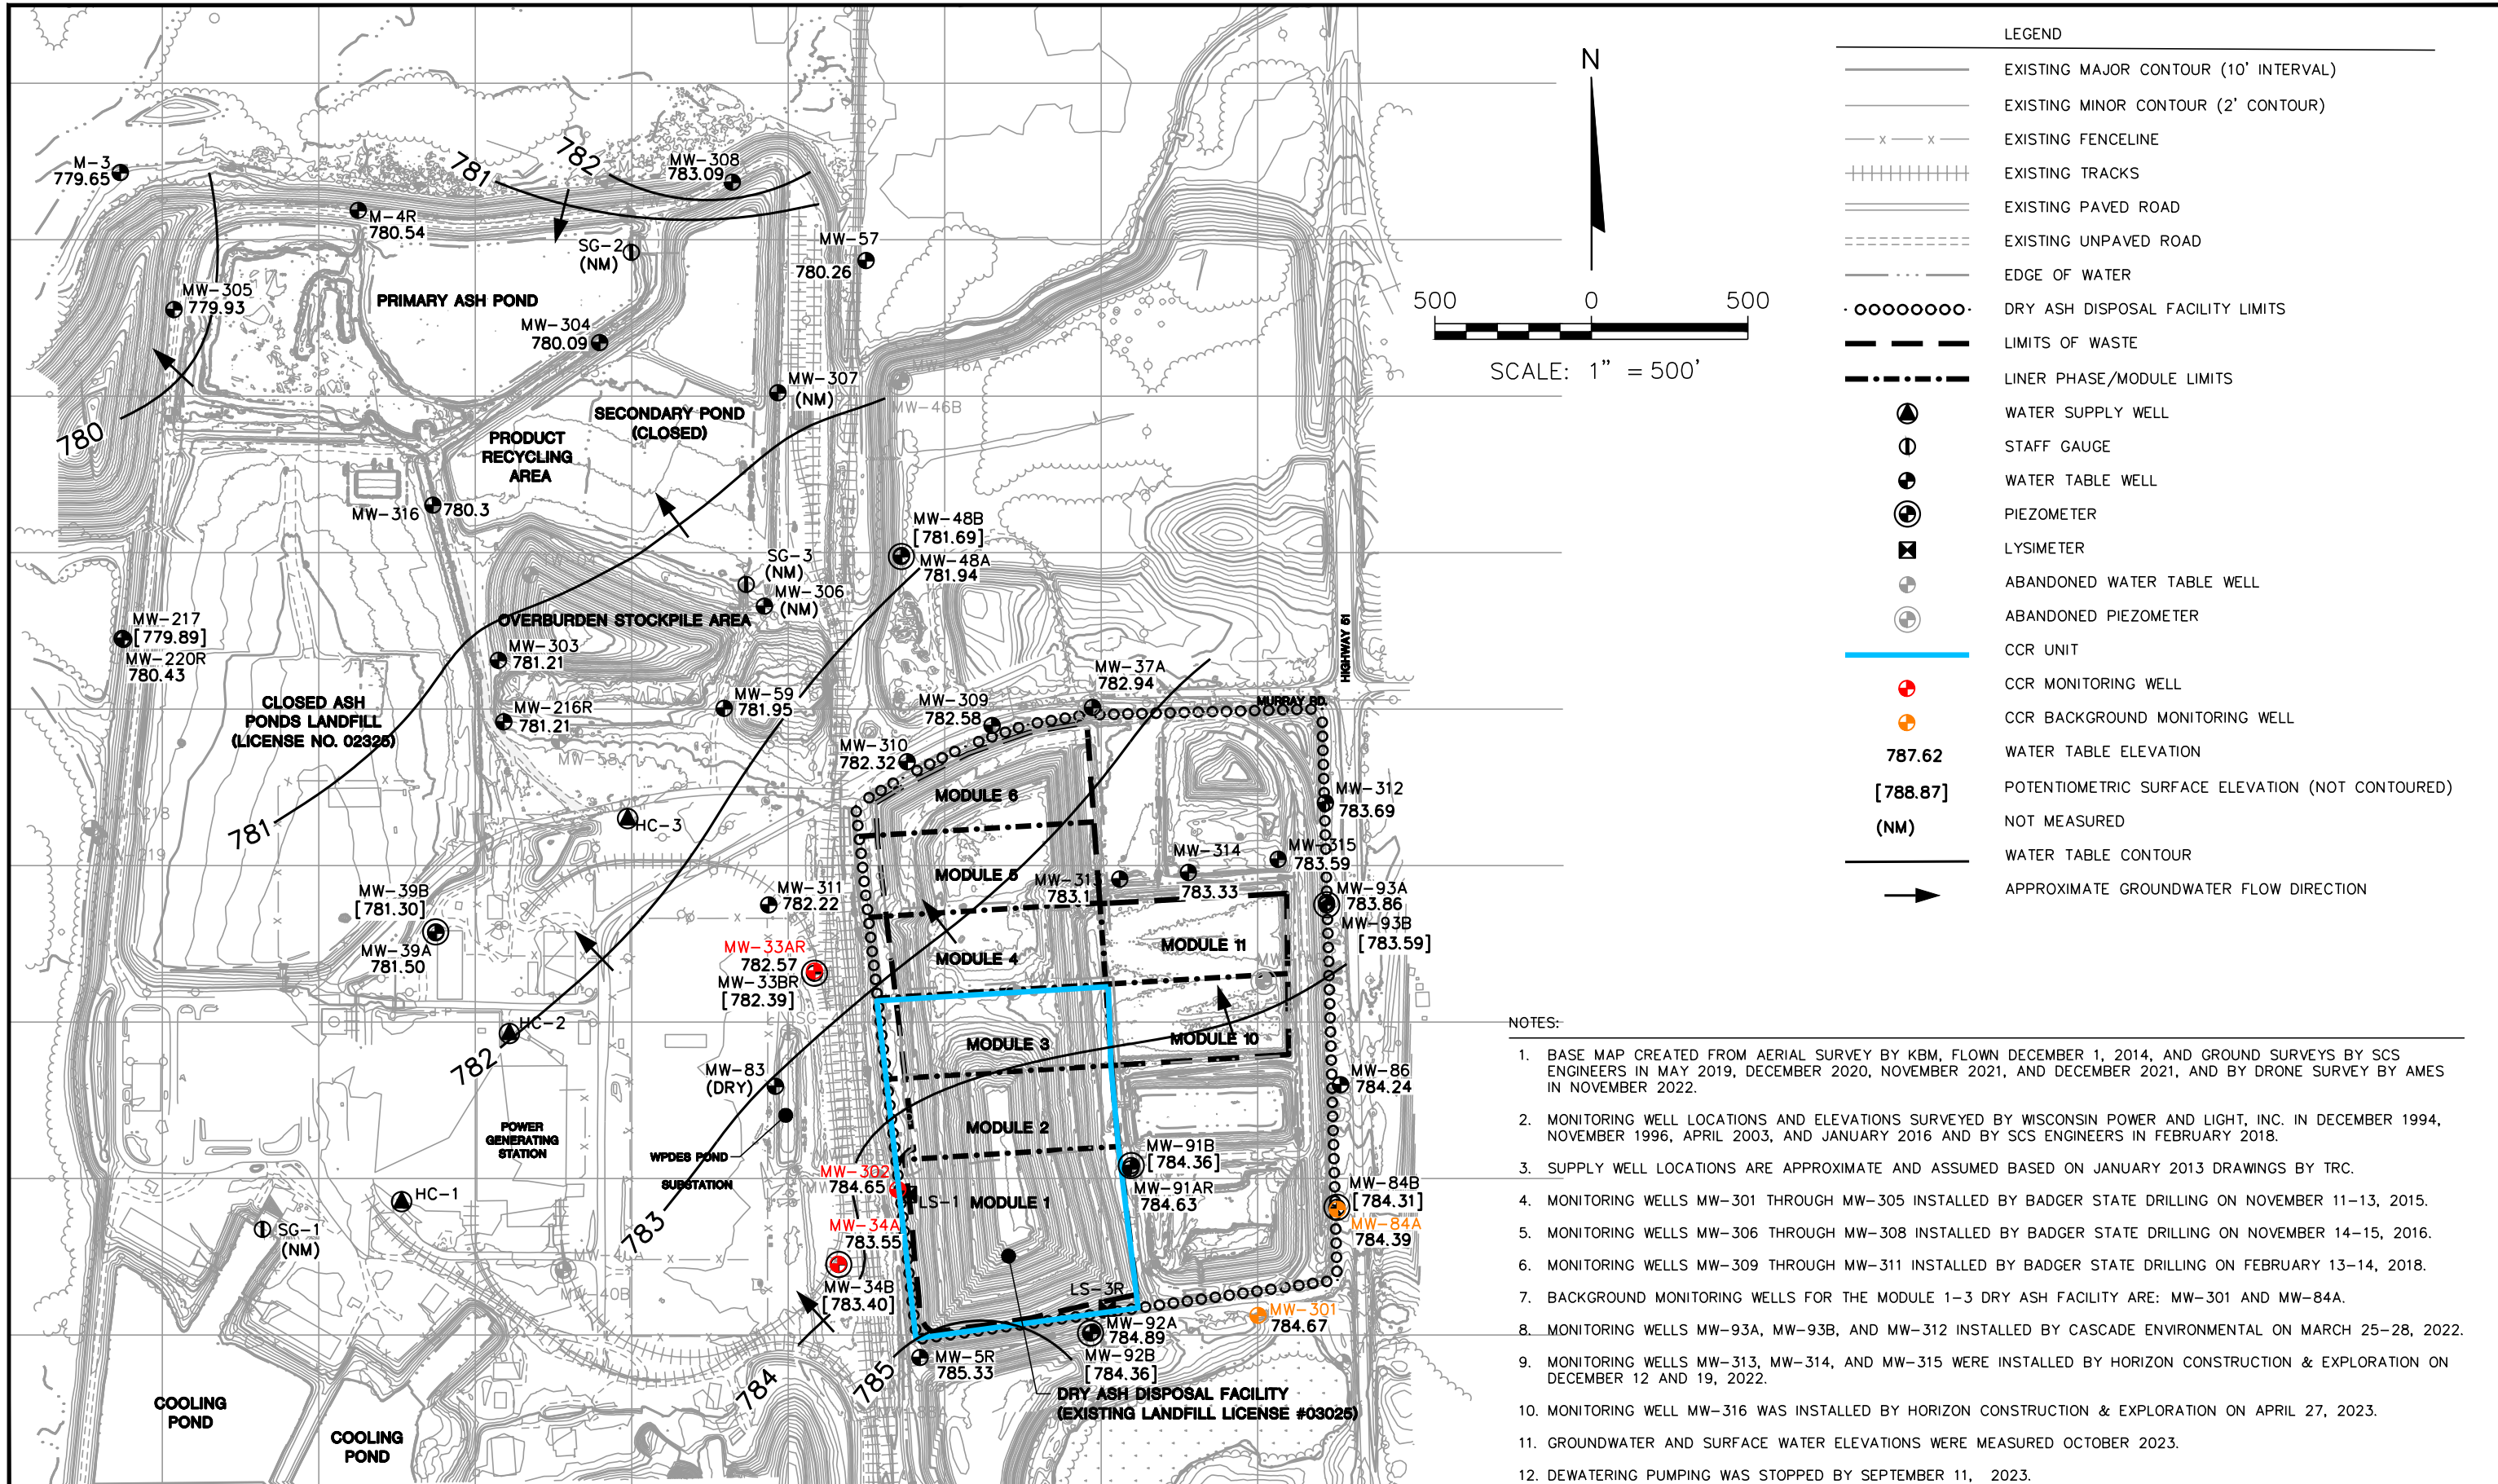 M-3
779.65
781
782
MW-308
783.09
M-4R
780.54
SG-2
(NM)
MW-57
780.26
MW-305
779.93
PRIMARY ASH POND
MW-304
780.09
MW-307
(NM)
MW-46A
MW-46B
780
SECONDARY POND
(CLOSED)
PRODUCT
RECYCLING
AREA
MW-316
780.3
MW-48B
[781.69]
MW-48A
781.94
SG-3
(NM)
MW-306
(NM)
OVERBURDEN STOCKPILE AREA
MW-217
[779.89]
MW-220R
780.43
MW-303
781.21
MW-216R
781.21
MW-59
781.95
CLOSED ASH
PONDS LANDFILL
(LICENSE NO. 02325)
MW-37A
782.94
MW-309
782.58
MURRAY RD.
HIGHWAY 51
MW-310
782.32
MODULE 6
MW-312
783.69
HC-3
781
MW-315
783.59
MW-314
783.33
MODULE 5
MW-31
783.1
MW-39B
[781.30]
MW-39A
781.50
MW-311
782.22
MW-93A
783.86
MW-93B
[783.59]
MW-33AR
782.57
MW-33BR
[782.39]
MODULE 4
MODULE 11
HC-2
782
MODULE 3
MODULE 10
MW-83
(DRY)
MW-86
784.24
POWER
GENERATING
STATION
WPDES POND
SUBSTATION
MODULE 2
MW-91B
[784.36]
MW-91AR
784.63
MW-302
784.65
LS-1
MODULE 1
MW-84B
[784.31]
MW-84A
784.39
HC-1
SG-1
(NM)
783
MW-34A
783.55
MW-34B
[783.40]
MW-40B
LS-3R
MW-301
784.67
MW-92A
784.89
MW-92B
[784.36]
MW-5R
785.33
784
785
DRY ASH DISPOSAL FACILITY
(EXISTING LANDFILL LICENSE #03025)
COOLING
POND
COOLING
POND
N
500 0 500
SCALE: 1" = 500'
LEGEND
EXISTING MAJOR CONTOUR (10' INTERVAL)
EXISTING MINOR CONTOUR (2' CONTOUR)
EXISTING FENCELINE
EXISTING TRACKS
EXISTING PAVED ROAD
EXISTING UNPAVED ROAD
EDGE OF WATER
DRY ASH DISPOSAL FACILITY LIMITS
LIMITS OF WASTE
LINER PHASE/MODULE LIMITS
WATER SUPPLY WELL
STAFF GAUGE
WATER TABLE WELL
PIEZOMETER
LYSIMETER
ABANDONED WATER TABLE WELL
ABANDONED PIEZOMETER
CCR UNIT
CCR MONITORING WELL
CCR BACKGROUND MONITORING WELL
787.62 WATER TABLE ELEVATION
[788.87] POTENTIOMETRIC SURFACE ELEVATION (NOT CONTOURED)
(NM) NOT MEASURED
WATER TABLE CONTOUR
APPROXIMATE GROUNDWATER FLOW DIRECTION
NOTES:
1. BASE MAP CREATED FROM AERIAL SURVEY BY KBM, FLOWN DECEMBER 1, 2014, AND GROUND SURVEYS BY SCS
ENGINEERS IN MAY 2019, DECEMBER 2020, NOVEMBER 2021, AND DECEMBER 2021, AND BY DRONE SURVEY BY AMES
IN NOVEMBER 2022.
2. MONITORING WELL LOCATIONS AND ELEVATIONS SURVEYED BY WISCONSIN POWER AND LIGHT, INC. IN DECEMBER 1994,
NOVEMBER 1996, APRIL 2003, AND JANUARY 2016 AND BY SCS ENGINEERS IN FEBRUARY 2018.
3. SUPPLY WELL LOCATIONS ARE APPROXIMATE AND ASSUMED BASED ON JANUARY 2013 DRAWINGS BY TRC.
4. MONITORING WELLS MW-301 THROUGH MW-305 INSTALLED BY BADGER STATE DRILLING ON NOVEMBER 11-13, 2015.
5. MONITORING WELLS MW-306 THROUGH MW-308 INSTALLED BY BADGER STATE DRILLING ON NOVEMBER 14-15, 2016.
6. MONITORING WELLS MW-309 THROUGH MW-311 INSTALLED BY BADGER STATE DRILLING ON FEBRUARY 13-14, 2018.
7. BACKGROUND MONITORING WELLS FOR THE MODULE 1-3 DRY ASH FACILITY ARE: MW-301 AND MW-84A.
8. MONITORING WELLS MW-93A, MW-93B, AND MW-312 INSTALLED BY CASCADE ENVIRONMENTAL ON MARCH 25-28, 2022.
9. MONITORING WELLS MW-313, MW-314, AND MW-315 WERE INSTALLED BY HORIZON CONSTRUCTION & EXPLORATION ON
DECEMBER 12 AND 19, 2022.
10. MONITORING WELL MW-316 WAS INSTALLED BY HORIZON CONSTRUCTION & EXPLORATION ON APRIL 27, 2023.
11. GROUNDWATER AND SURFACE WATER ELEVATIONS WERE MEASURED OCTOBER 2023.
12. DEWATERING PUMPING WAS STOPPED BY SEPTEMBER 11, 2023.